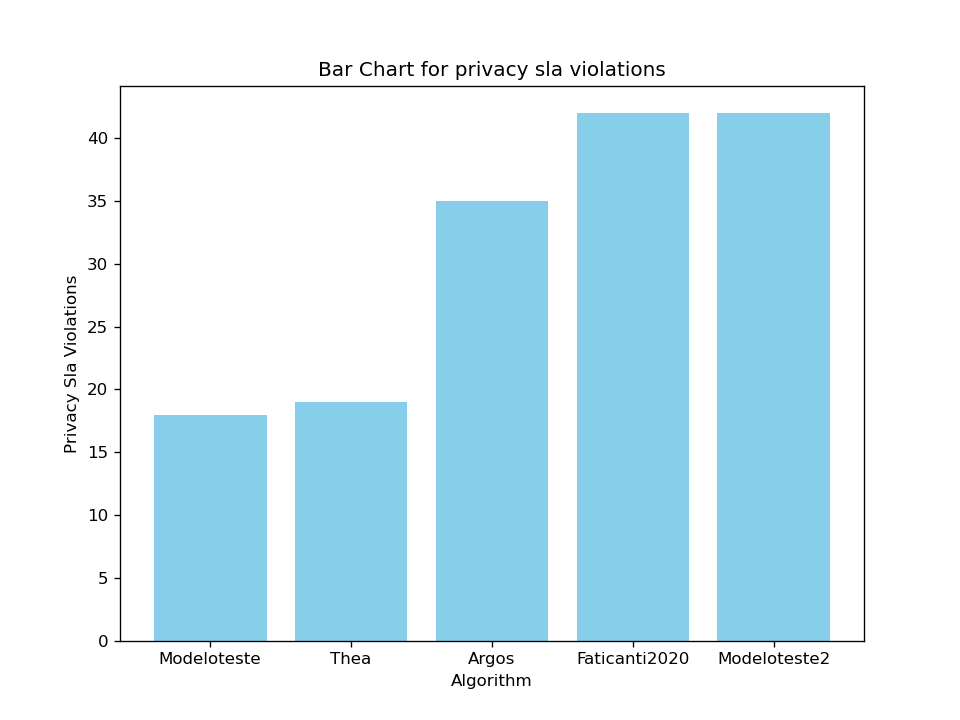 Bar Chart for privacy sla violations
Privacy Sla Violations
40
35
30
25
20
15
10
5
0
Modeloteste Thea Argos Faticanti2020 Modeloteste2
Algorithm